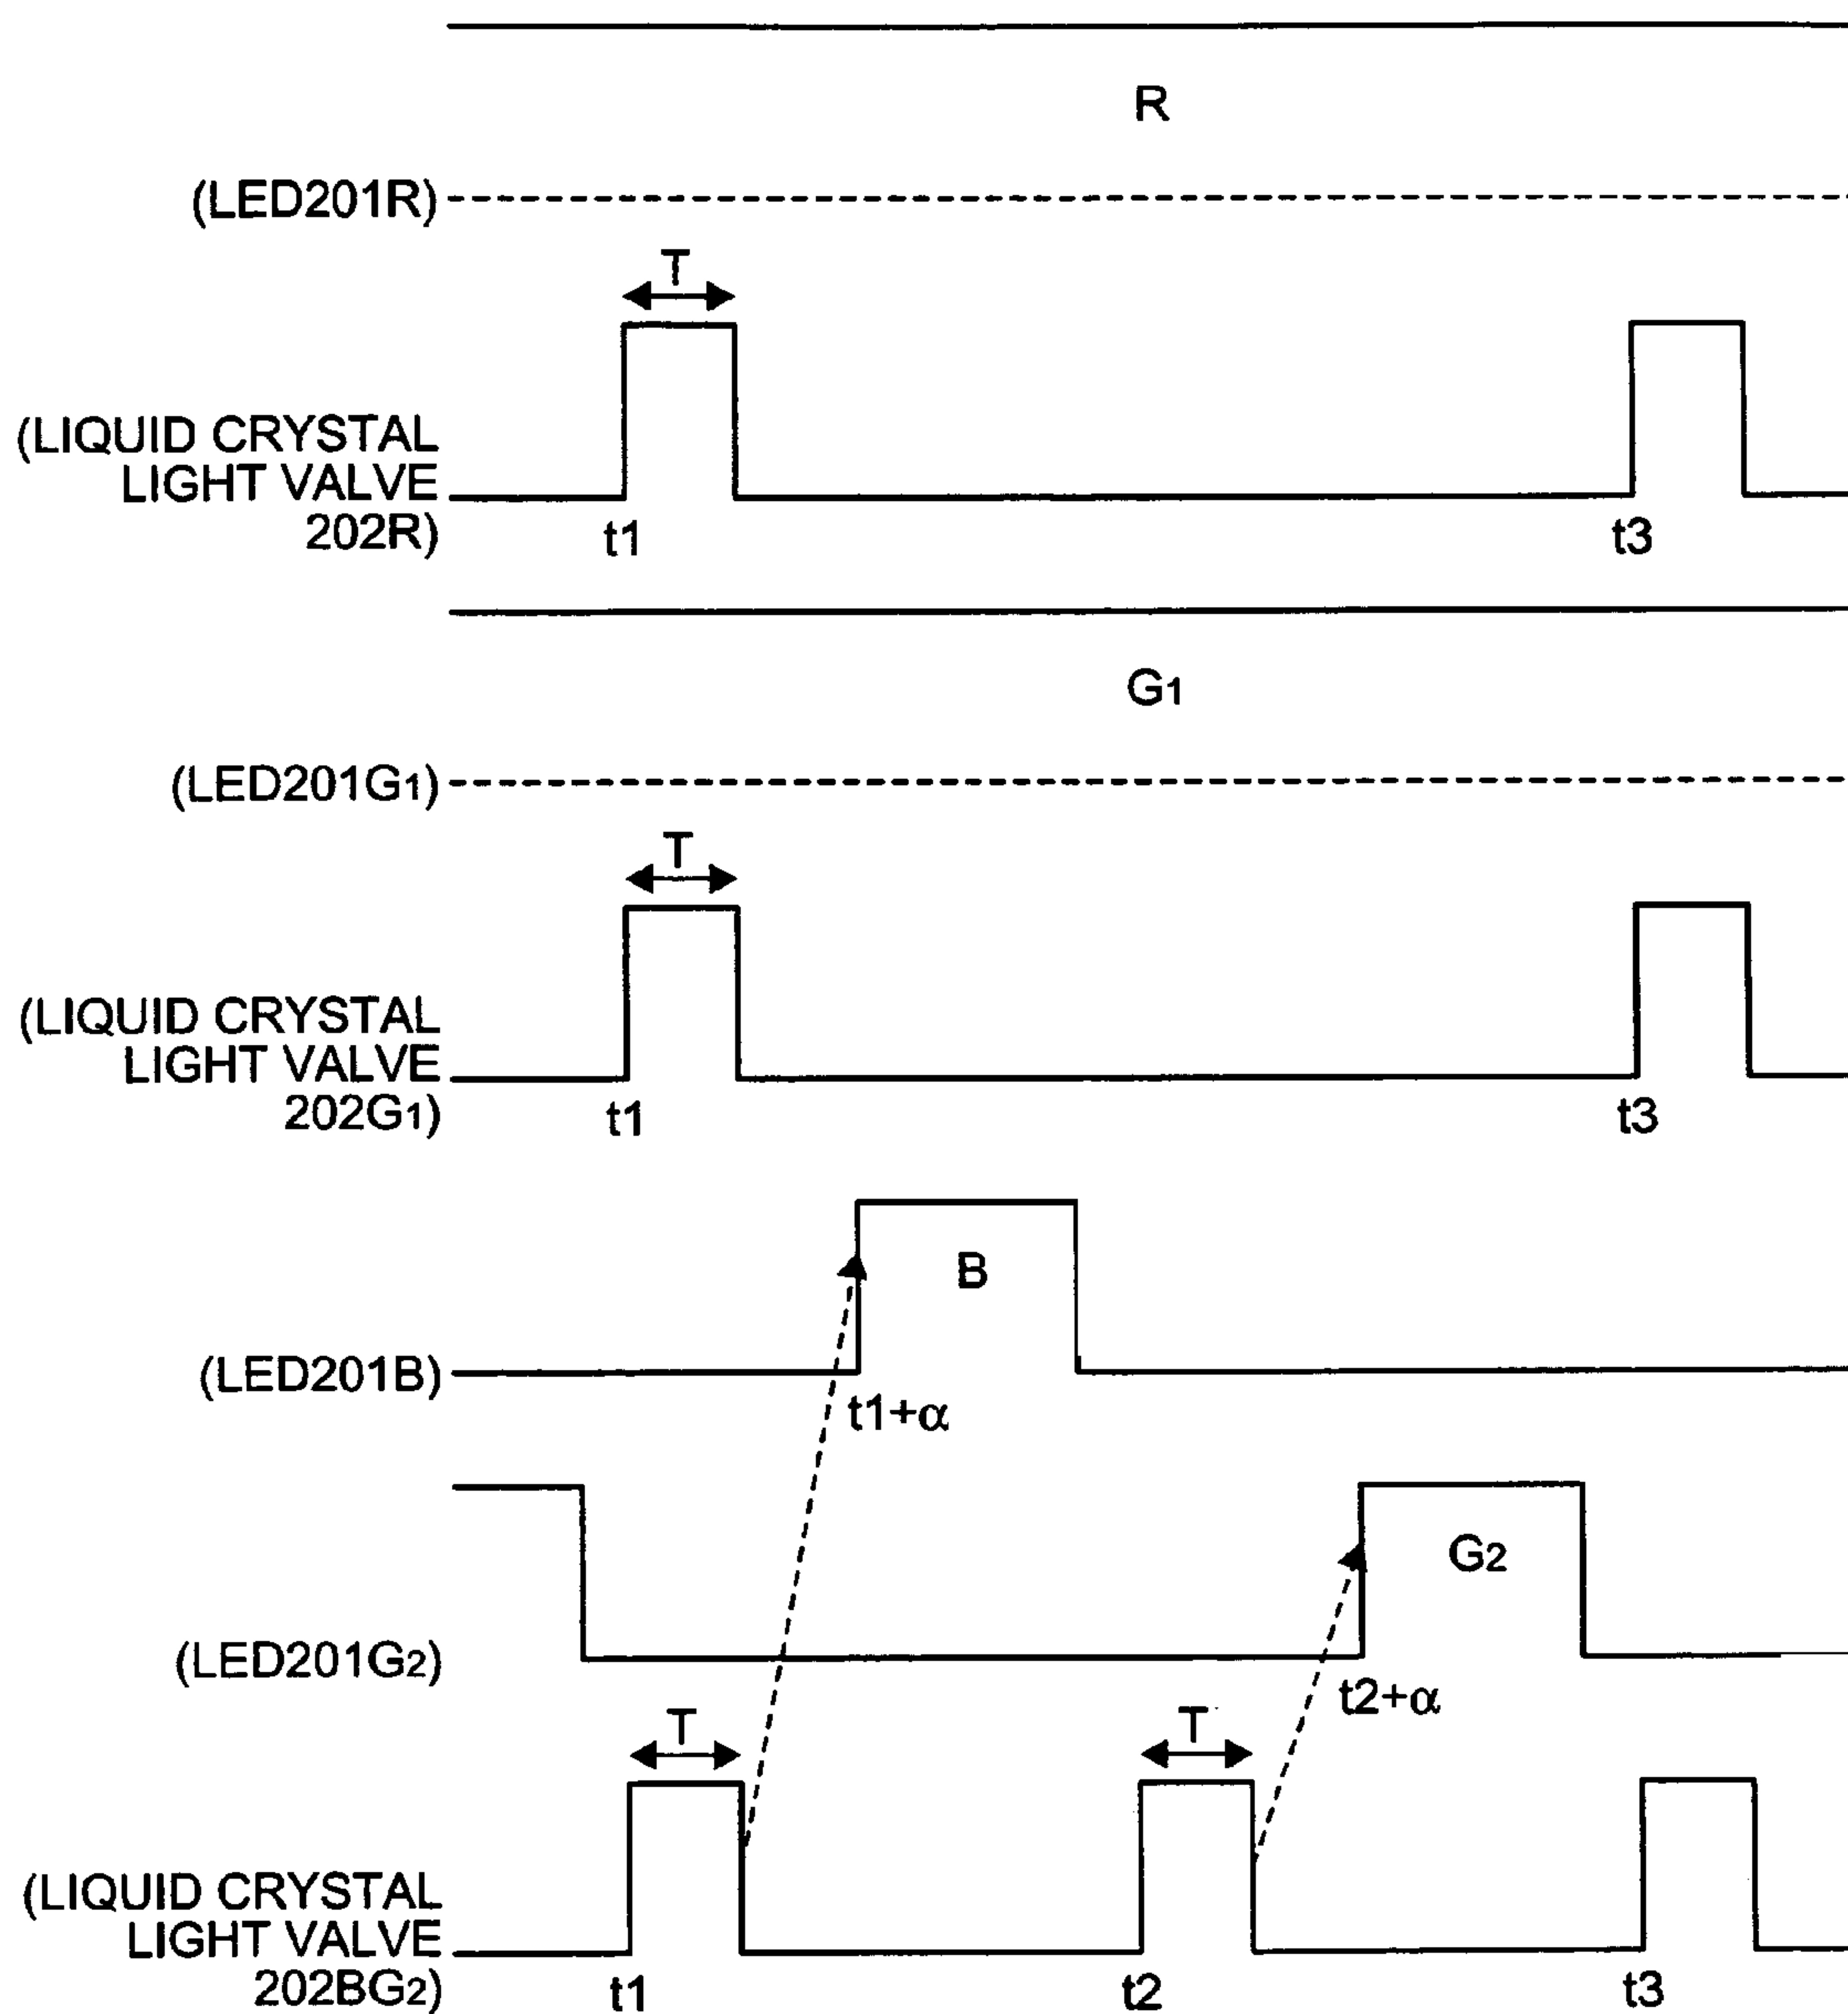 R
(LED201R)
T
(LIQUID CRYSTAL
LIGHT VALVE
202R)
t1
t3
G1
(LED201G1)
T
(LIQUID CRYSTAL
LIGHT VALVE
202G1)
t1
t3
B
(LED201B)
t1+α
G2
(LED201G2)
t2+α
T
T
(LIQUID CRYSTAL
LIGHT VALVE
202BG2)
t1
t2
t3